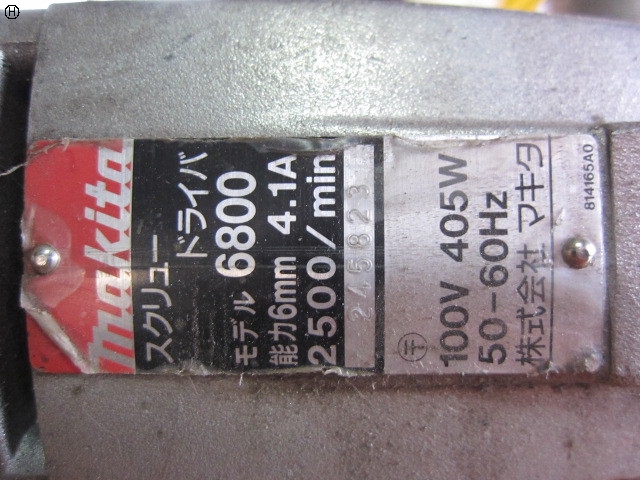 makita
スクリュー
ドライバ
モデル 6800
能力6mm 4.1A
2500/min
245823
〒
100V 405W
50-60Hz
株式会社 マキタ
814165A0
H